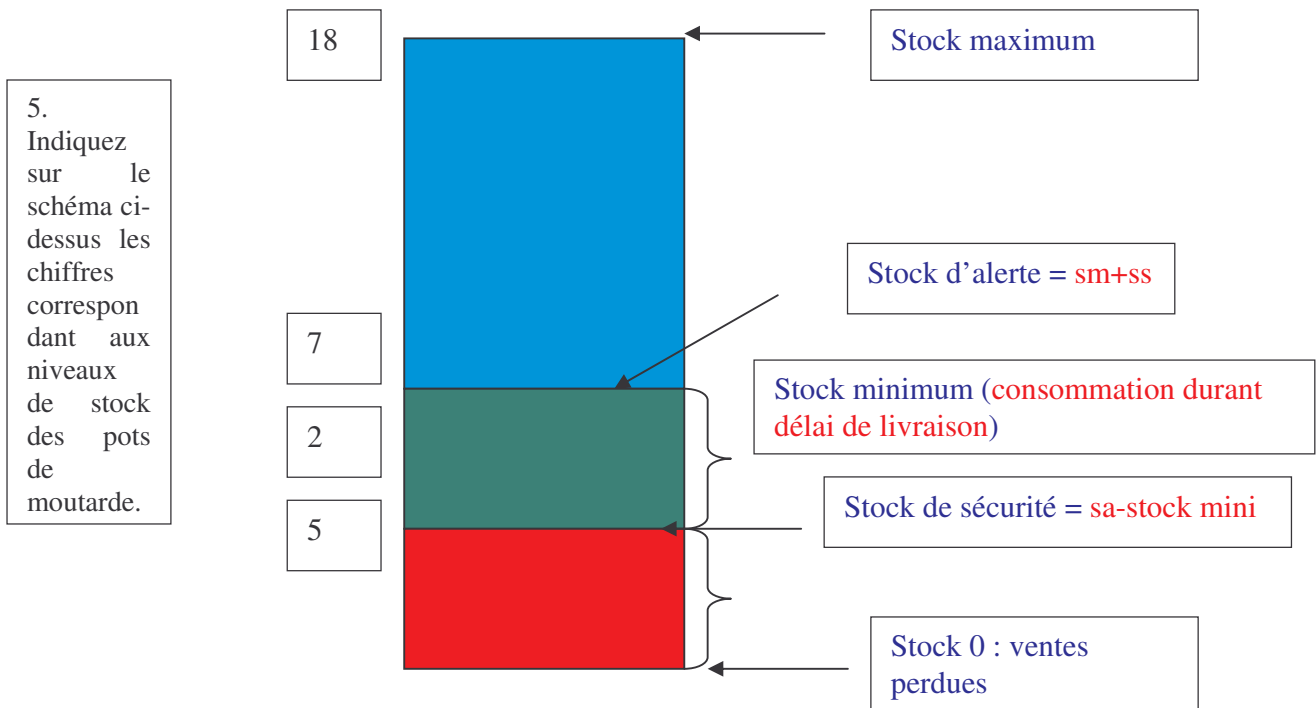 18
Stock maximum
5.
Indiquez
sur le
schéma ci-
dessus les
chiffres
correspon
dant aux
niveaux
de stock
des pots
de
moutarde.
Stock d’alerte = sm+ss
7
Stock minimum (consommation durant
délai de livraison)
2
Stock de sécurité = sa-stock mini
5
Stock 0 : ventes
perdues